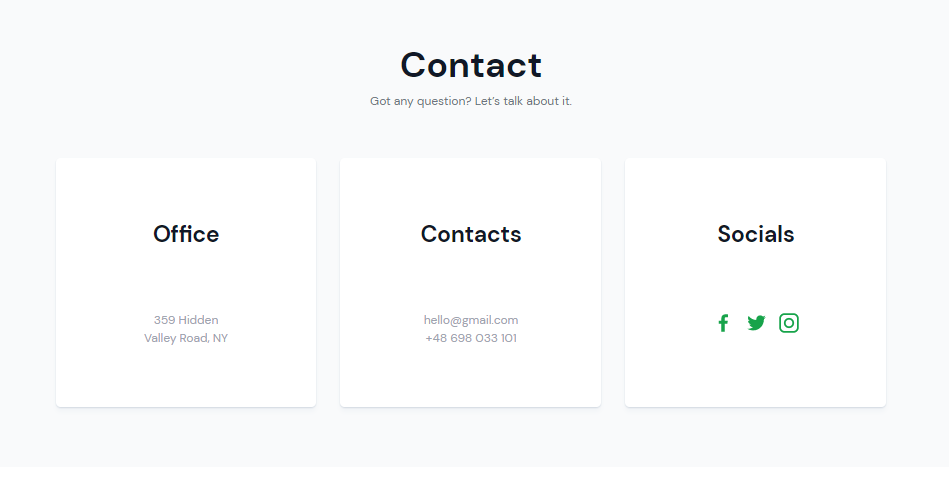 Contact
Got any question? Let's talk about it.
Office
359 Hidden
Valley Road, NY
Contacts
hello@gmail.com
+48 698 033 101
Socials